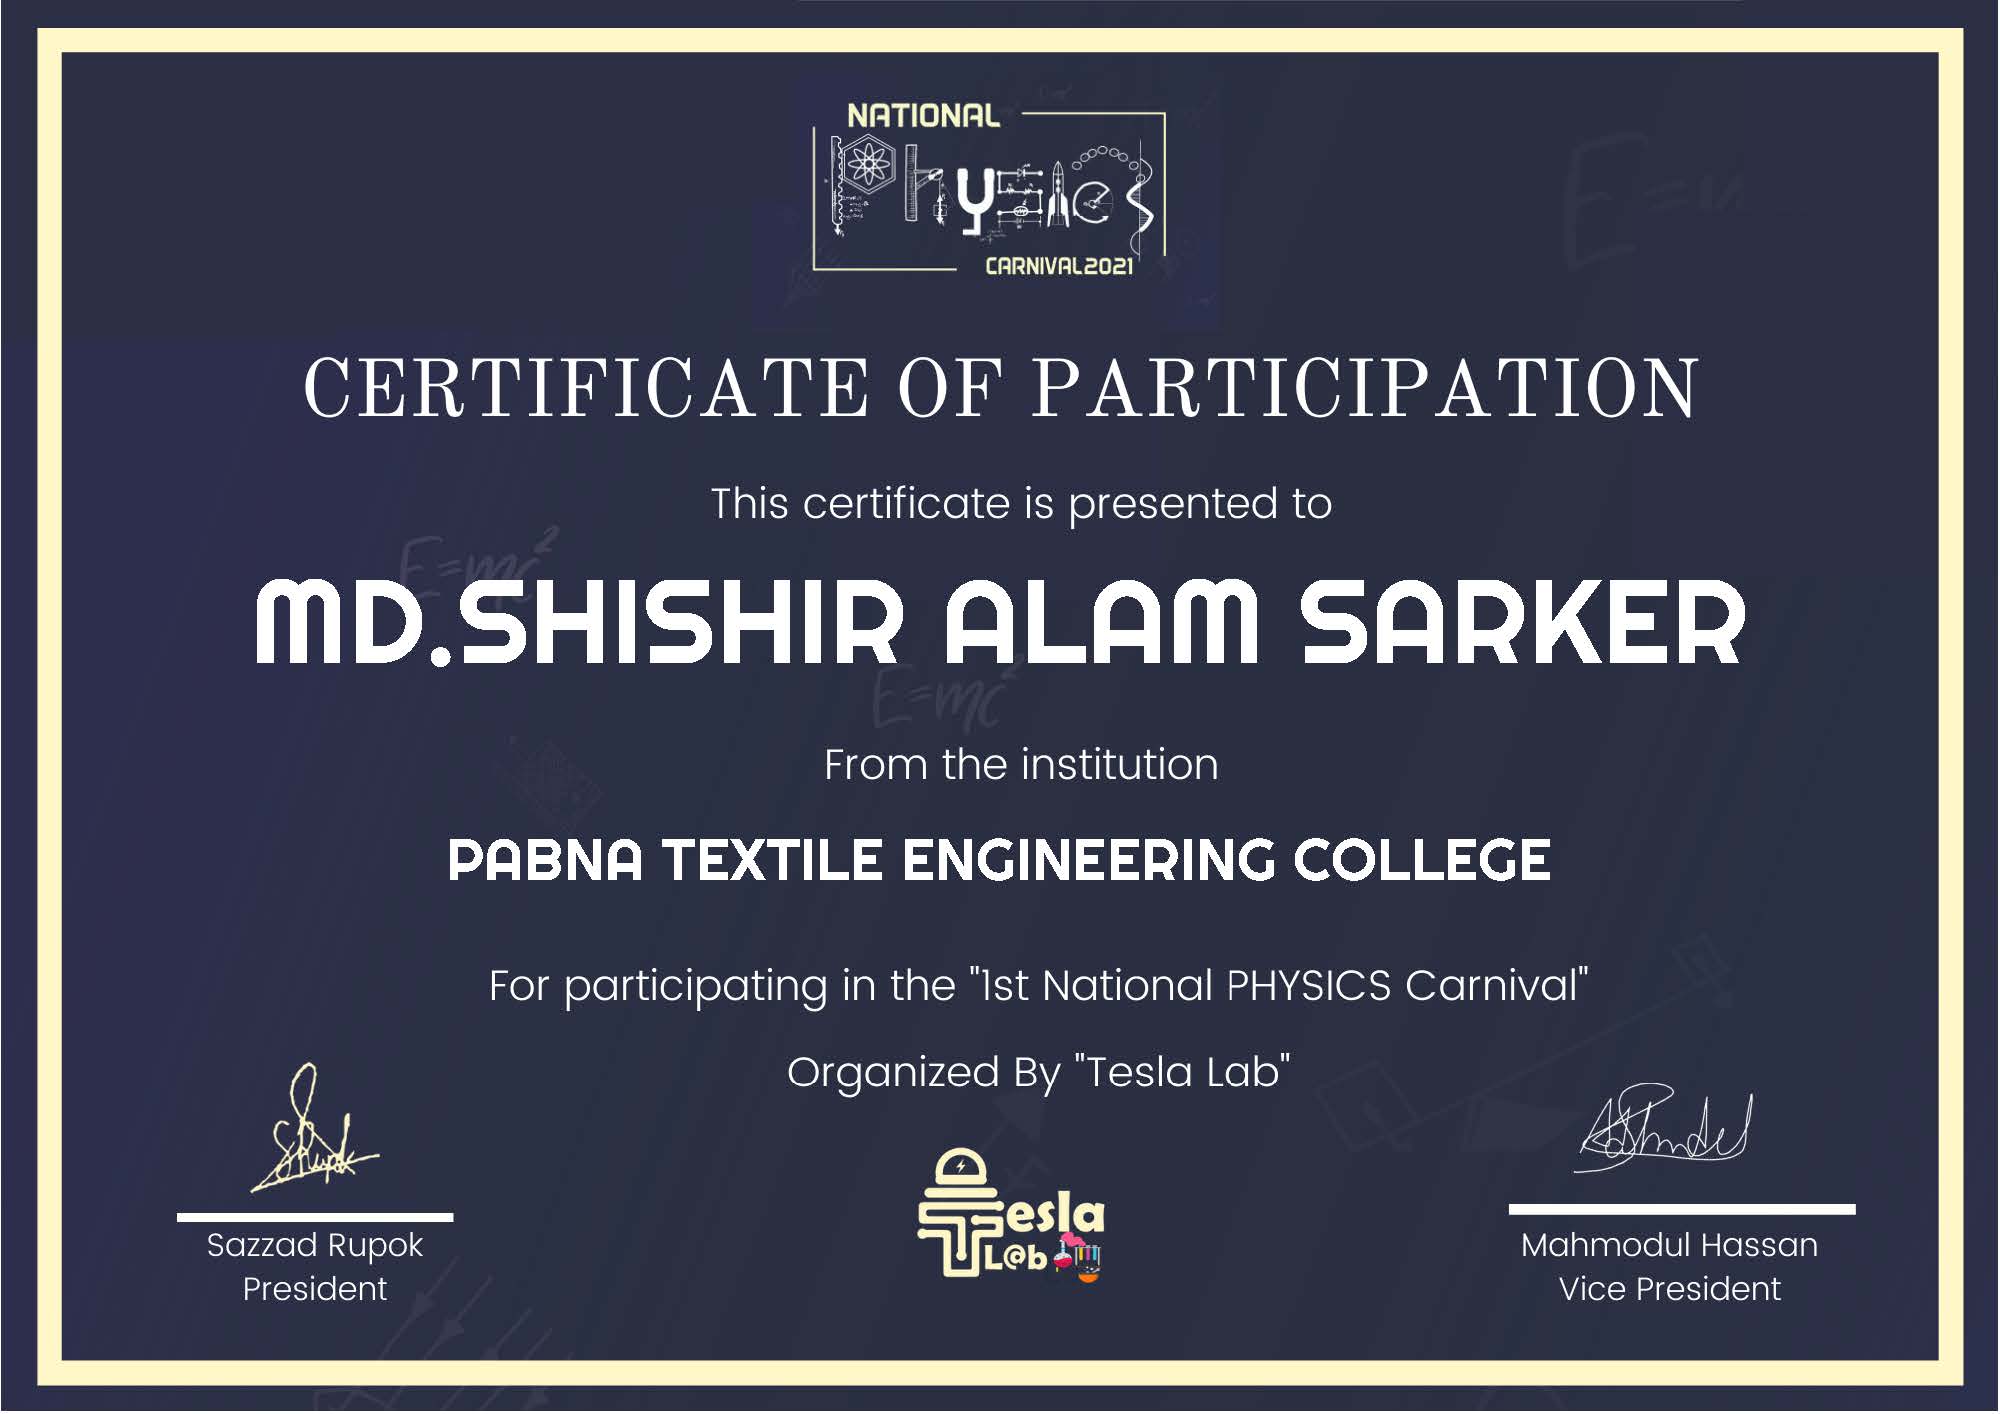 NATIONAL
Physics
CARNIVAL2021
CERTIFICATE OF PARTICIPATION
This certificate is presented to
E=mc²
MD.SHISHIR ALAM SARKER
E=mc²
From the institution
PABNA TEXTILE ENGINEERING COLLEGE
For participating in the "1st National PHYSICS Carnival"
Organized By "Tesla Lab"
Tesla
L@b
Sazzad Rupok
President
Mahmodul Hassan
Vice President